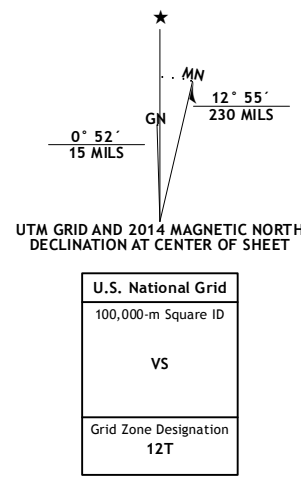 ★
MN
GN
12° 55´
230 MILS
0° 52´
15 MILS
UTM GRID AND 2014 MAGNETIC NORTH
DECLINATION AT CENTER OF SHEET
U.S. National Grid
100,000-m Square ID
VS
Grid Zone Designation
12T